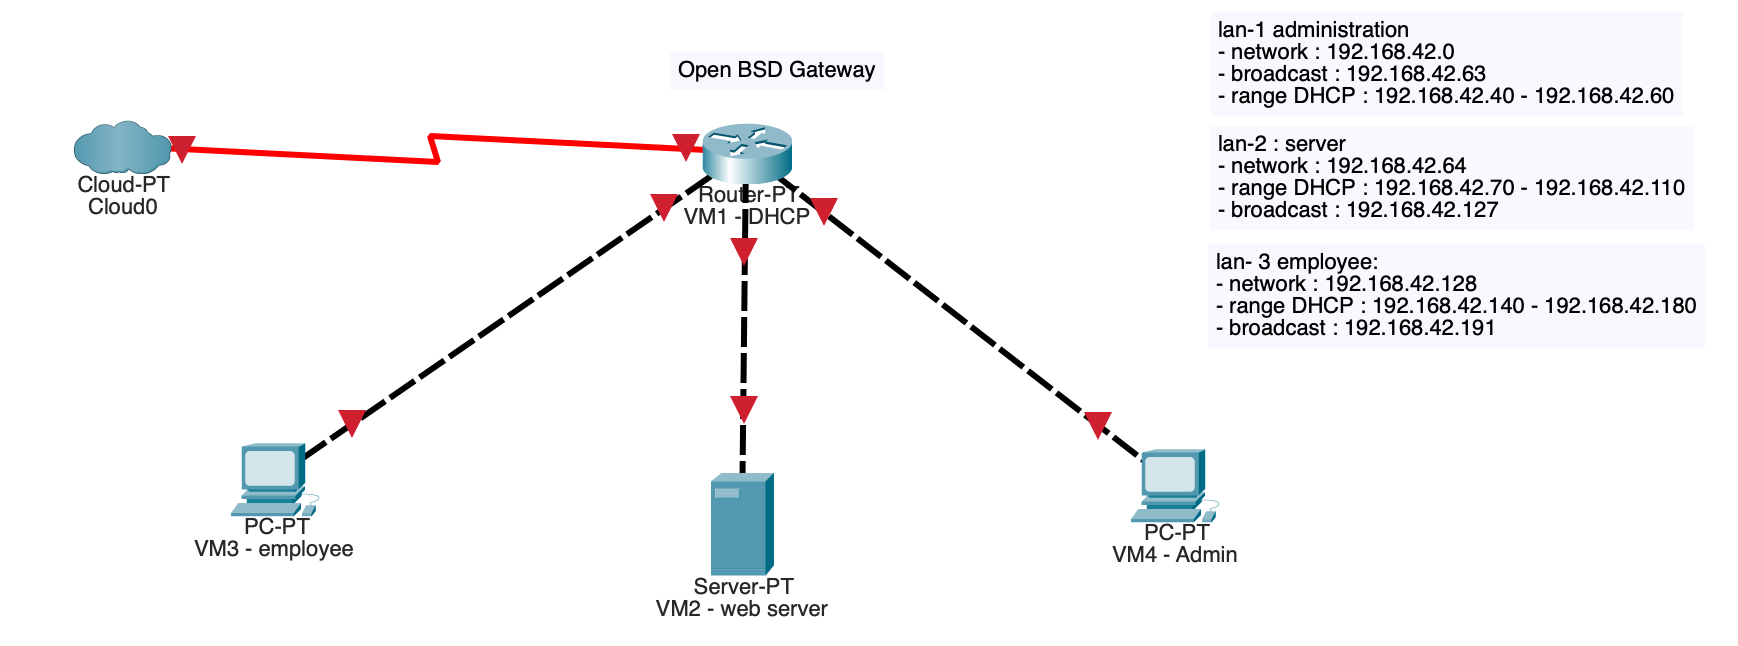 Open BSD Gateway
lan-1 administration
- network : 192.168.42.0
- broadcast : 192.168.42.63
- range DHCP : 192.168.42.40 - 192.168.42.60
lan-2 : server
- network : 192.168.42.64
- range DHCP : 192.168.42.70 - 192.168.42.110
- broadcast : 192.168.42.127
lan- 3 employee:
- network : 192.168.42.128
- range DHCP : 192.168.42.140 - 192.168.42.180
- broadcast : 192.168.42.191
Cloud-PT
Cloud0
Router-PT
VM1 - DHCP
PC-PT
VM3 - employee
Server-PT
VM2 - web server
PC-PT
VM4 - Admin